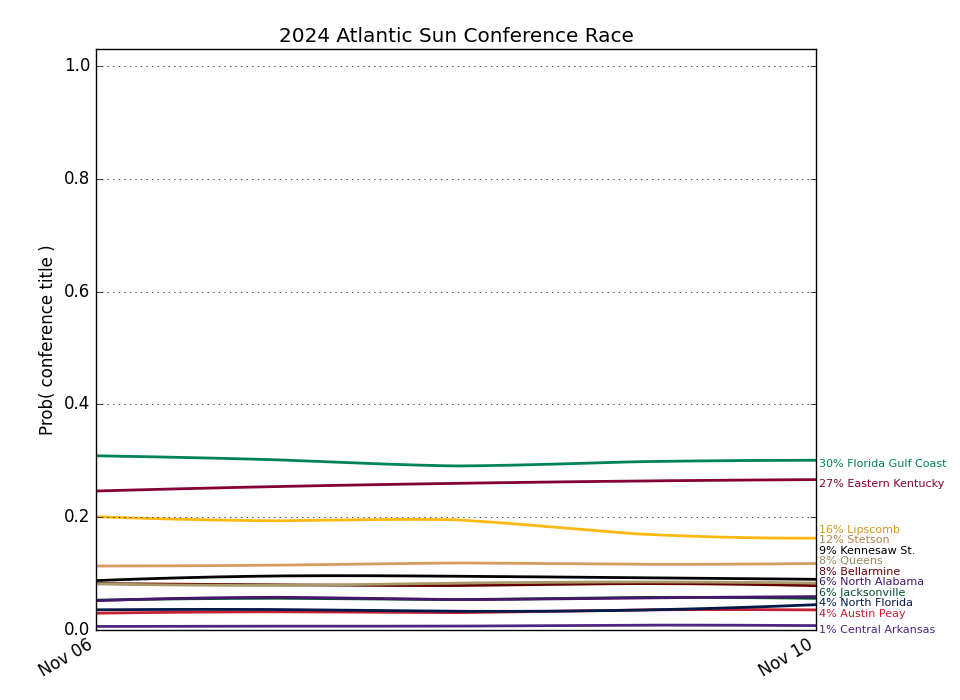 2024 Atlantic Sun Conference Race
Prob( conference title )
1.0
0.8
0.6
0.4
0.2
0.0
Nov 06
Nov 10
30% Florida Gulf Coast
27% Eastern Kentucky
16% Lipscomb
12% Stetson
9% Kennesaw St.
8% Queens
8% Bellarmine
6% North Alabama
6% Jacksonville
4% North Florida
4% Austin Peay
1% Central Arkansas